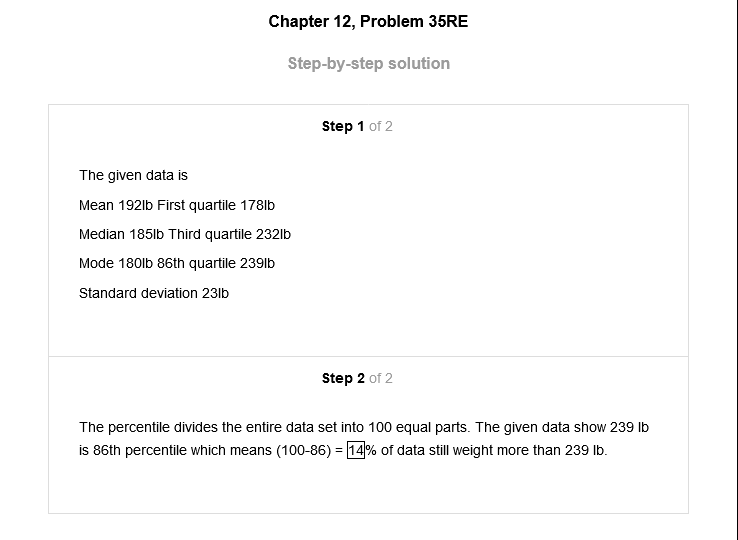 Chapter 12, Problem 35RE
Step-by-step solution
Step 1 of 2
The given data is
Mean 192lb First quartile 178lb
Median 185lb Third quartile 232lb
Mode 180lb 86th quartile 239lb
Standard deviation 23lb
Step 2 of 2
The percentile divides the entire data set into 100 equal parts. The given data show 239 lb
is 86th percentile which means (100-86) = 14% of data still weight more than 239 lb.